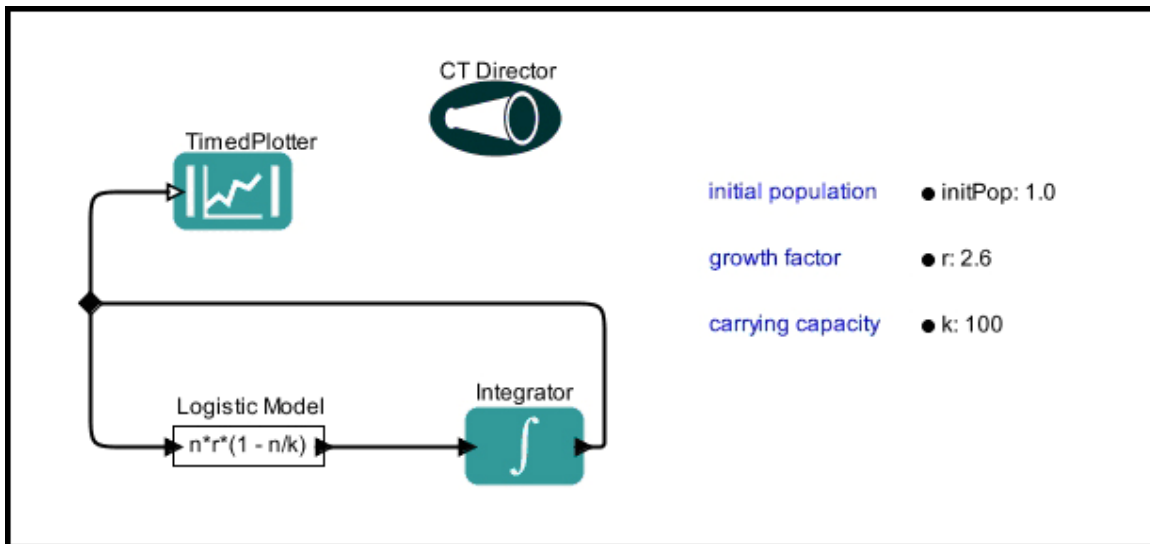 CT Director
TimedPlotter
initial population ● initPop: 1.0
growth factor ● r: 2.6
carrying capacity ● k: 100
Integrator
Logistic Model
n*r*(1 - n/k)
∫